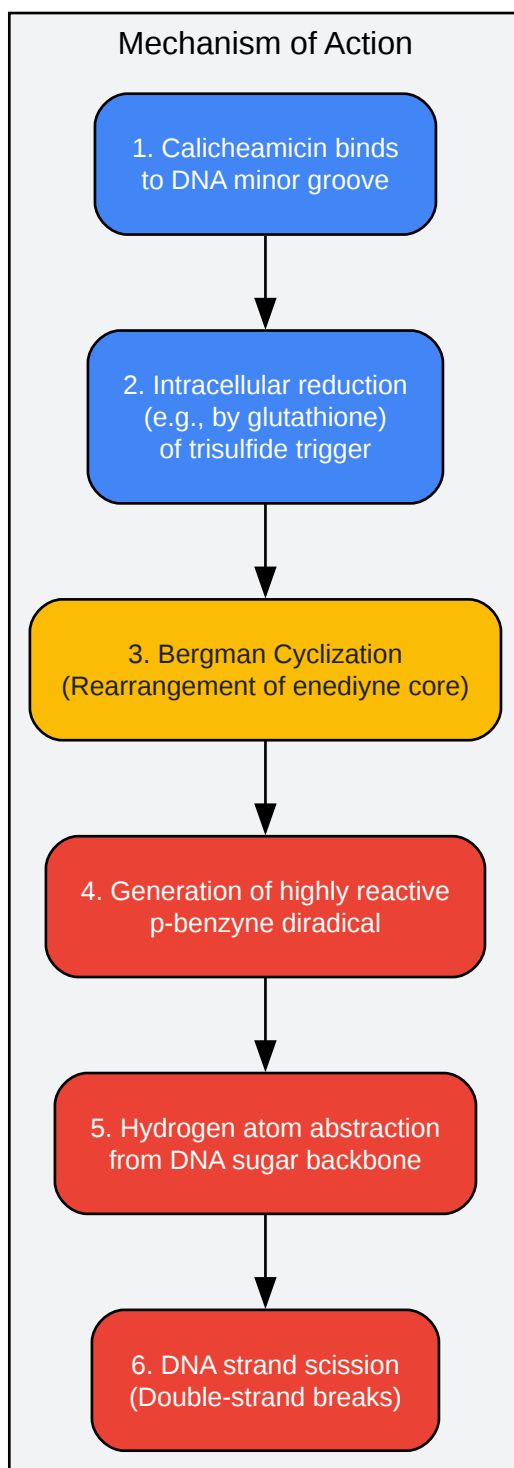 Mechanism of Action
1. Calicheamicin binds
to DNA minor groove
2. Intracellular reduction
(e.g., by glutathione)
of trisulfide trigger
3. Bergman Cyclization
(Rearrangement of enediyne core)
4. Generation of highly reactive
p-benzyne diradical
5. Hydrogen atom abstraction
from DNA sugar backbone
6. DNA strand scission
(Double-strand breaks)